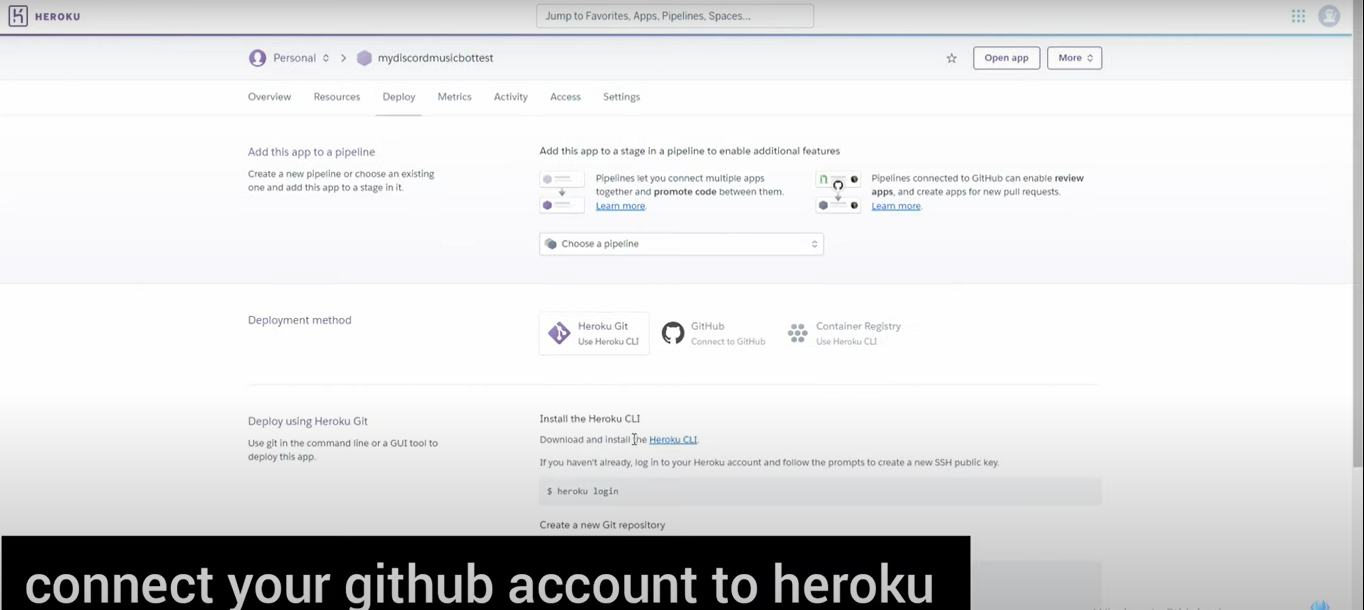 HEROKU
Jump to Favorites, Apps, Pipelines, Spaces...
Personal
mydiscordmusicbottest
Open app
More
Overview
Resources
Deploy
Metrics
Activity
Access
Settings
Add this app to a pipeline
Create a new pipeline or choose an existing
one and add this app to a stage in it.
Add this app to a stage in a pipeline to enable additional features
Pipelines let you connect multiple apps
together and promote code between them.
Learn more.
Pipelines connected to GitHub can enable review
apps, and create apps for new pull requests.
Learn more.
Choose a pipeline
Deployment method
Heroku Git
Use Heroku CLI
GitHub
Connect to GitHub
Container Registry
Use Heroku CLI
Deploy using Heroku Git
Use git in the command line or a GUI tool to
deploy this app.
Install the Heroku CLI
Download and install the Heroku CLI.
If you haven't already, log in to your Heroku account and follow the prompts to create a new SSH public key.
$ heroku login
Create a new Git repository
connect your github account to heroku